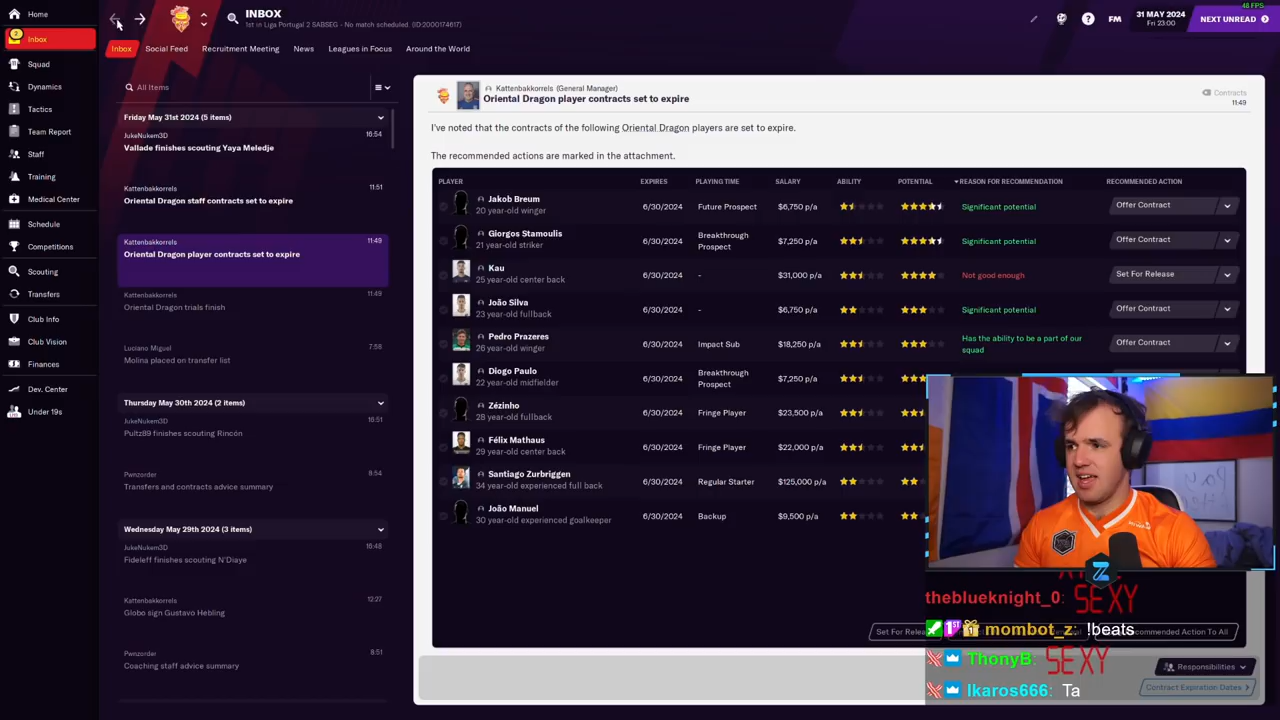 48 FPS
Home
Inbox
2
Squad
Dynamics
Tactics
Team Report
Staff
Training
Medical Center
Schedule
Competitions
Scouting
Transfers
Club Info
Club Vision
Finances
Dev. Center
Under 19s
INBOX
1st in Liga Portugal 2 SABSEG - No match scheduled (ID:2000174617)
FM
31 MAY 2024
Fri 23:00
NEXT UNREAD
Inbox Social Feed Recruitment Meeting News Leagues in Focus Around the World
All Items
Friday May 31st 2024 (5 items)
JukeNukem3D 16:54
Vallade finishes scouting Yaya Meledje
Kattenbakkorrels 11:51
Oriental Dragon staff contracts set to expire
Kattenbakkorrels 11:49
Oriental Dragon player contracts set to expire
Kattenbakkorrels 11:49
Oriental Dragon trials finish
Luciano Miguel 7:58
Molina placed on transfer list
Thursday May 30th 2024 (2 items)
JukeNukem3D 16:51
Pultz89 finishes scouting Rincón
Pwnzorder 8:54
Transfers and contracts advice summary
Wednesday May 29th 2024 (3 items)
JukeNukem3D 16:48
Fideleff finishes scouting N'Diaye
Kattenbakkorrels 12:27
Globo sign Gustavo Hebling
Pwnzorder 8:51
Coaching staff advice summary
Kattenbakkorrels (General Manager)
Oriental Dragon player contracts set to expire
Contracts
11:49
I've noted that the contracts of the following Oriental Dragon players are set to expire.
The recommended actions are marked in the attachment.
PLAYER EXPIRES PLAYING TIME SALARY ABILITY POTENTIAL REASON FOR RECOMMENDATION RECOMMENDED ACTION
Jakob Breum
20 year-old winger
6/30/2024 Future Prospect $6,750 p/a Significant potential Offer Contract
Giorgos Stamoulis
21 year-old striker
6/30/2024 Breakthrough Prospect $7,250 p/a Significant potential Offer Contract
Kau
25 year-old center back
6/30/2024 - $31,000 p/a Not good enough Set For Release
João Silva
23 year-old fullback
6/30/2024 - $6,750 p/a Significant potential Offer Contract
Pedro Prazeres
26 year-old winger
6/30/2024 Impact Sub $18,250 p/a Has the ability to be a part of our squad Offer Contract
Diogo Paulo
22 year-old midfielder
6/30/2024 Breakthrough Prospect $7,250 p/a
Zézinho
28 year-old fullback
6/30/2024 Fringe Player $23,500 p/a
Félix Mathaus
29 year-old center back
6/30/2024 Fringe Player $22,000 p/a
Santiago Zurbriggen
34 year-old experienced full back
6/30/2024 Regular Starter $125,000 p/a
João Manuel
30 year-old experienced goalkeeper
6/30/2024 Backup $9,500 p/a
Set For Relea
ecommended Action To All
Responsibilities
Contract Expiration Dates
theblueknight_0: SEXY
mombot_z: !beats
ThonyB: SEXY
Ikaros666: Ta